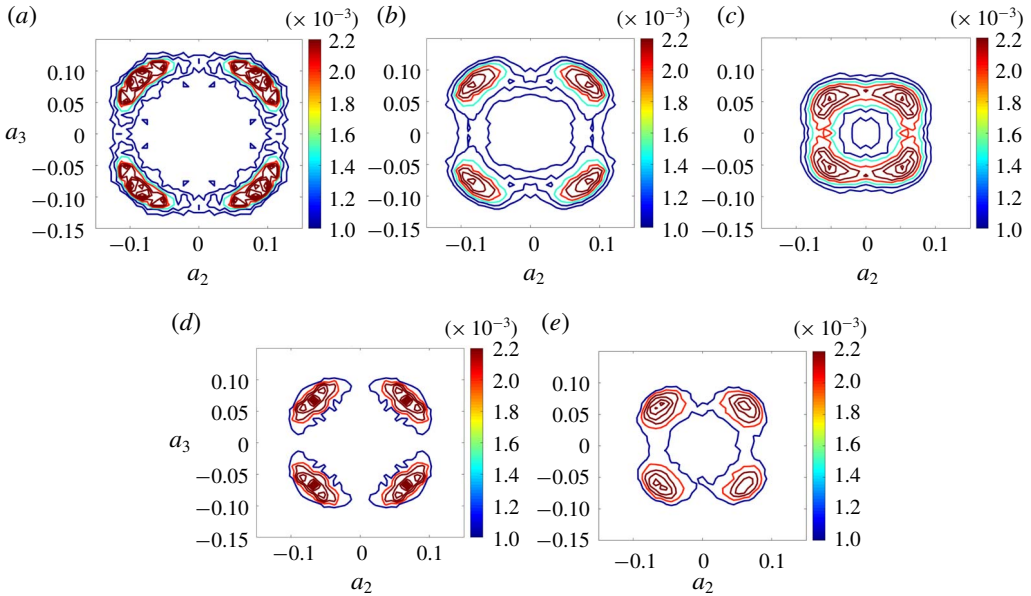 (a) (× 10⁻³) (b) (× 10⁻³) (c) (× 10⁻³)
2.2 2.2 2.2
0.10 2.0 0.10 2.0 0.10 2.0
0.05 1.8 0.05 1.8 0.05 1.8
a₃ 0 1.6 0 1.6 0 1.6
−0.05 1.4 −0.05 1.4 −0.05 1.4
−0.10 1.2 −0.10 1.2 −0.10 1.2
−0.15 1.0 −0.15 1.0 −0.15 1.0
−0.1 0 0.1 −0.1 0 0.1 −0.1 0 0.1
a₂ a₂ a₂
(d) (× 10⁻³) (e) (× 10⁻³)
2.2 2.2
0.10 2.0 0.10 2.0
0.05 1.8 0.05 1.8
a₃ 0 1.6 0 1.6
−0.05 1.4 −0.05 1.4
−0.10 1.2 −0.10 1.2
−0.15 1.0 −0.15 1.0
−0.1 0 0.1 −0.1 0 0.1
a₂ a₂